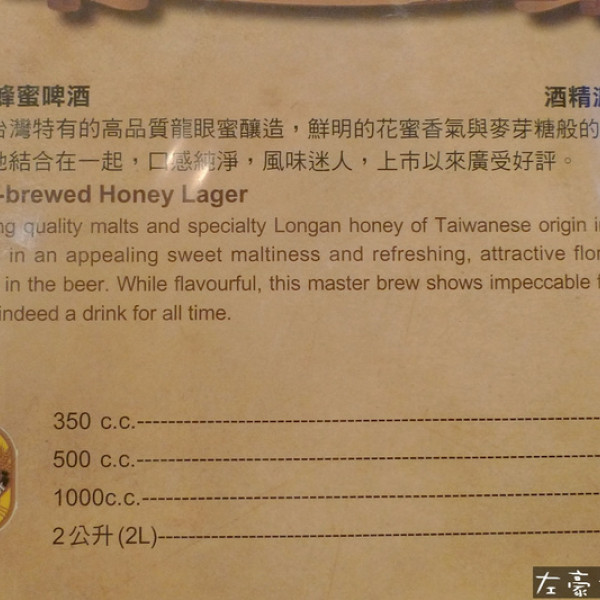 蜂蜜啤酒 酒精
台灣特有的高品質龍眼蜜釀造，鮮明的花蜜香氣與麥芽糖般的
地結合在一起，口感純淨，風味迷人，上市以來廣受好評。
-brewed Honey Lager
ng quality malts and specialty Longan honey of Taiwanese origin i
in an appealing sweet maltiness and refreshing, attractive flo
in the beer. While flavourful, this master brew shows impeccable
indeed a drink for all time.
350 c.c.
500 c.c.
1000c.c.
2公升(2L)
左豪